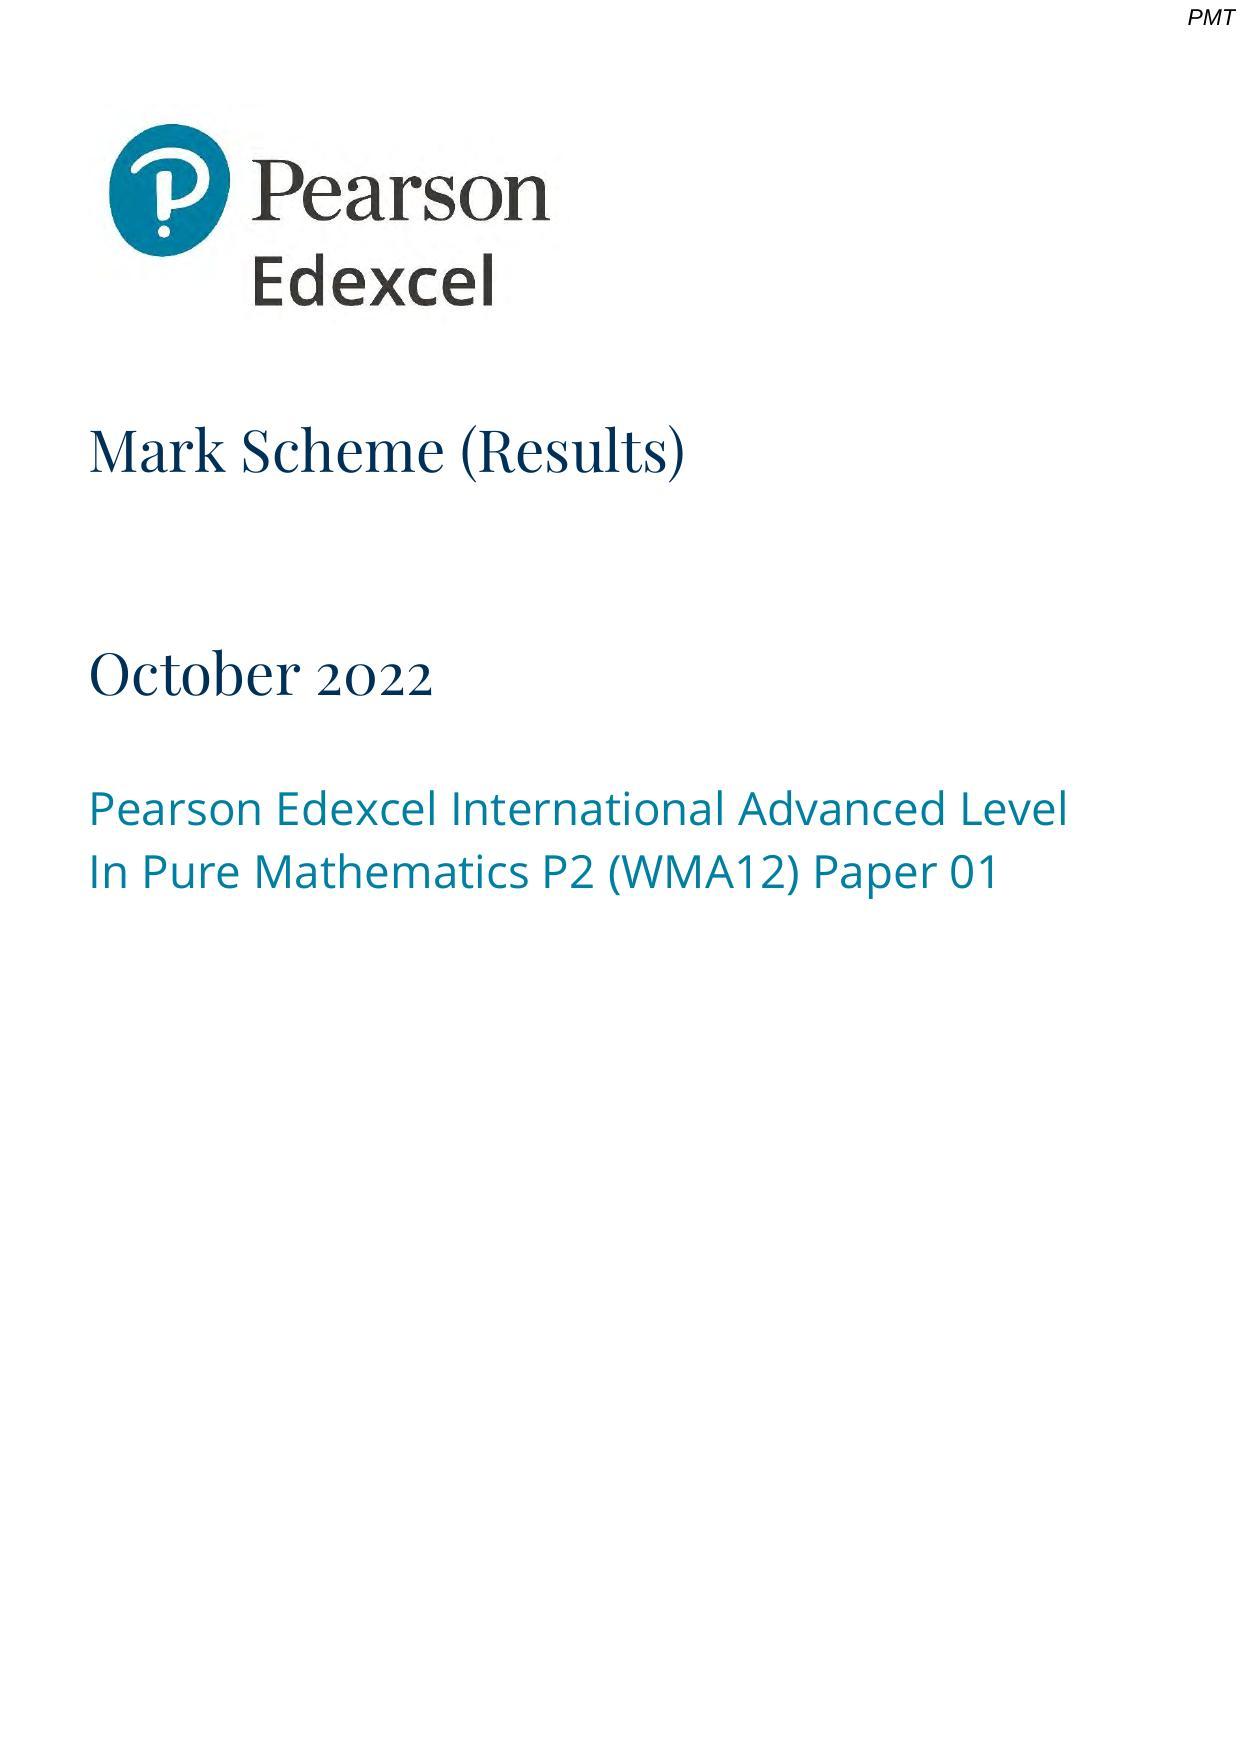 PMT
Pearson
Edexcel
Mark Scheme (Results)
October 2022
Pearson Edexcel International Advanced Level
In Pure Mathematics P2 (WMA12) Paper 01